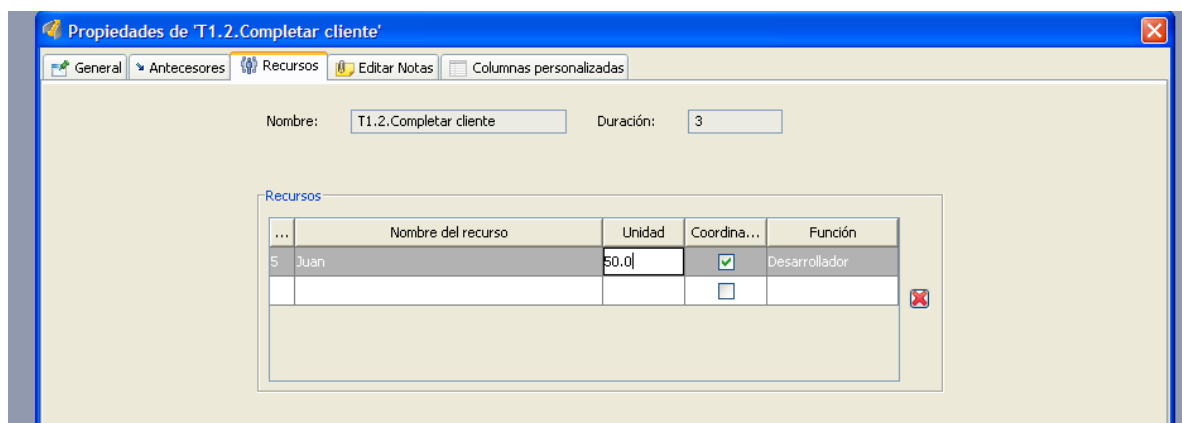 Propiedades de 'T1.2.Completar cliente'
General Antecesores Recursos Editar Notas Columnas personalizadas
Nombre: T1.2.Completar cliente Duración: 3
Recursos
... Nombre del recurso Unidad Coordina... Función
5 Juan 50.0 Desarrollador